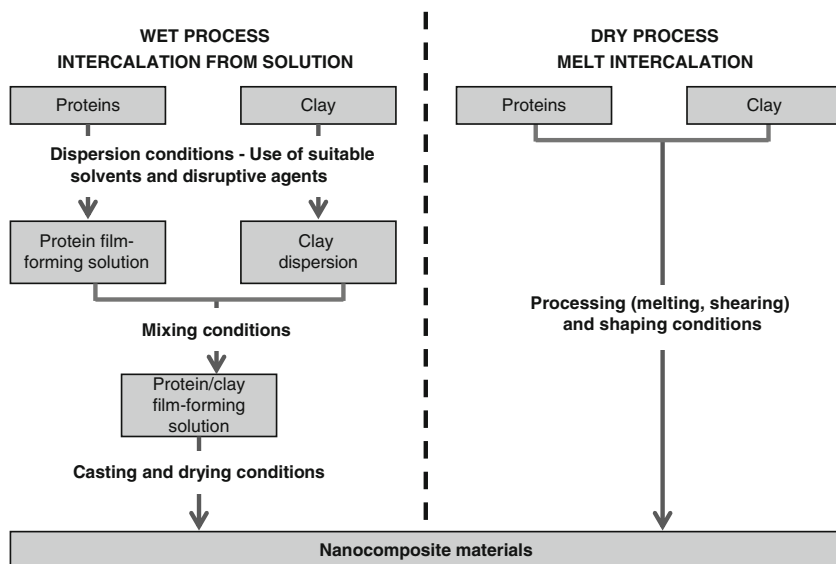 WET PROCESS
INTERCALATION FROM SOLUTION
Proteins
Clay
Dispersion conditions - Use of suitable
solvents and disruptive agents
Protein film-
forming solution
Clay
dispersion
Mixing conditions
Protein/clay
film-forming
solution
Casting and drying conditions
DRY PROCESS
MELT INTERCALATION
Proteins
Clay
Processing (melting, shearing)
and shaping conditions
Nanocomposite materials